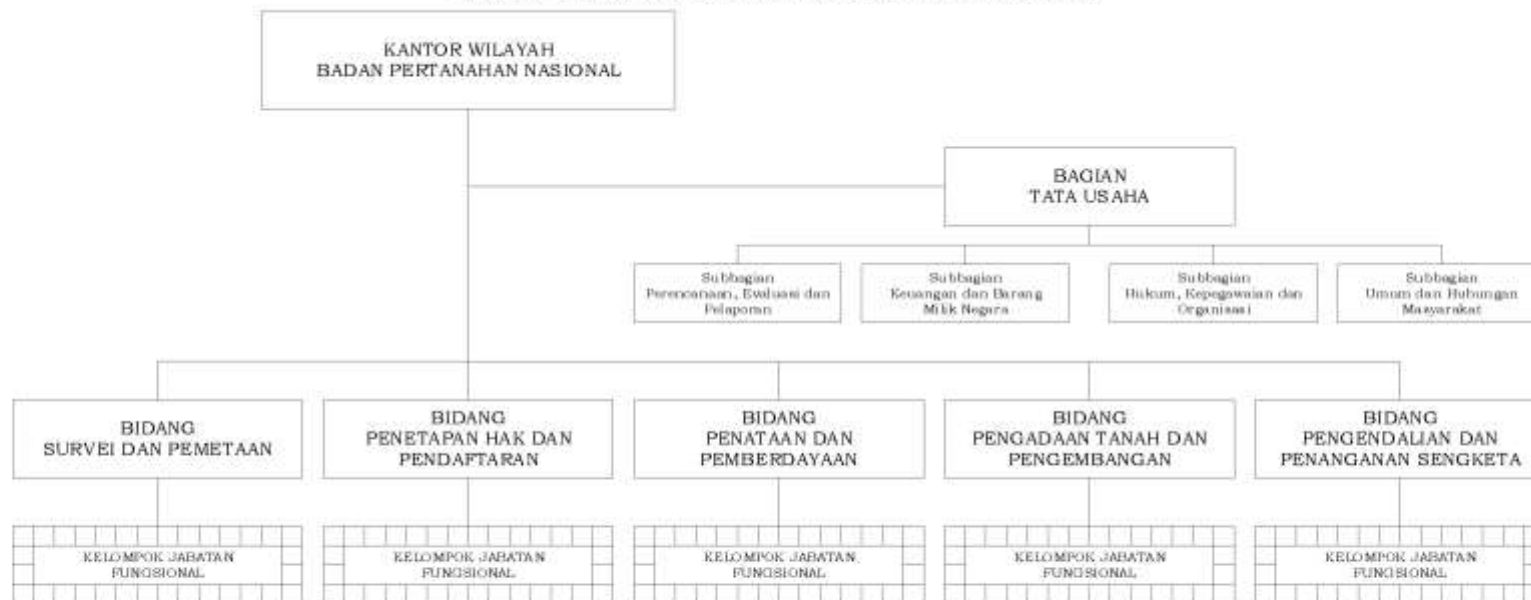 KANTOR WILAYAH
BADAN PERTANAHAN NASIONAL
BAGIAN
TATA USAHA
Subbagian
Perencanaan, Evaluasi dan
Pelaporan
Subbagian
Keuangan dan Barang
Milik Negara
Subbagian
Hukum, Kepegawaian dan
Organisasi
Subbagian
Umum dan Hubungan
Masyarakat
BIDANG
SURVEI DAN PEMETAAN
BIDANG
PENETAPAN HAK DAN
PENDAFTARAN
BIDANG
PENATAAN DAN
PEMBERDAYAAN
BIDANG
PENGADAAN TANAH DAN
PENGEMBANGAN
BIDANG
PENGENDALIAN DAN
PENANGANAN SENGKETA
KELOMPOK JABATAN
FUNGSIONAL
KELOMPOK JABATAN
FUNGSIONAL
KELOMPOK JABATAN
FUNGSIONAL
KELOMPOK JABATAN
FUNGSIONAL
KELOMPOK JABATAN
FUNGSIONAL